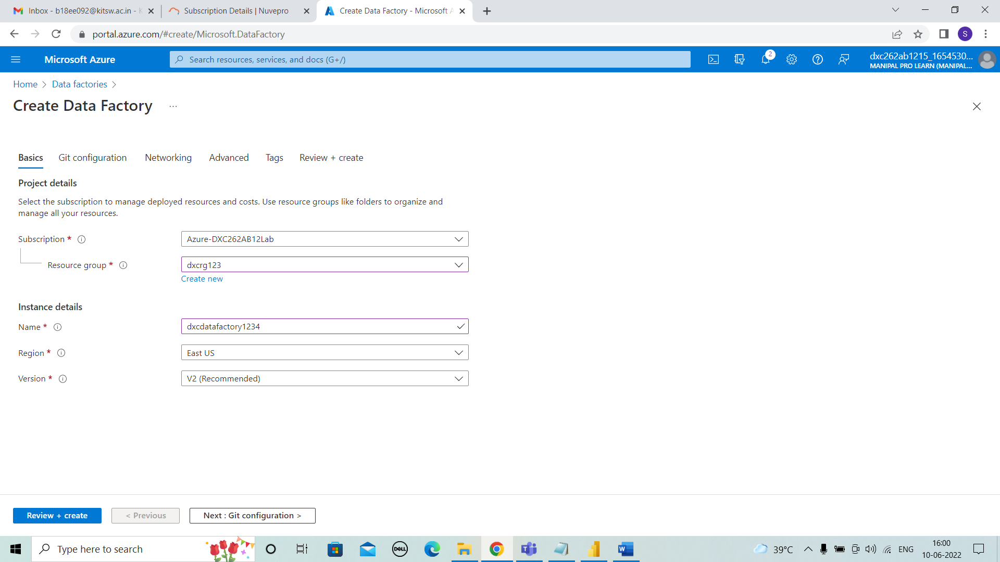 Inbox - b18ee092@kitsw.ac.in -
Subscription Details | Nuvepro
Create Data Factory - Microsoft
portal.azure.com/#create/Microsoft.DataFactory
S
Microsoft Azure
Search resources, services, and docs (G+/)
2
dxc262ab1215_1654530...
MANIPAL PRO LEARN (MANIPAL...
Home > Data factories >
Create Data Factory ...
Basics
Git configuration
Networking
Advanced
Tags
Review + create
Project details
Select the subscription to manage deployed resources and costs. Use resource groups like folders to organize and
manage all your resources.
Subscription *
Azure-DXC262AB12Lab
Resource group *
dxcrg123
Create new
Instance details
Name *
dxcdatafactory1234
Region *
East US
Version *
V2 (Recommended)
Review + create
< Previous
Next : Git configuration >
Type here to search
DELL
T
W
39°C
ENG
16:00
10-06-2022